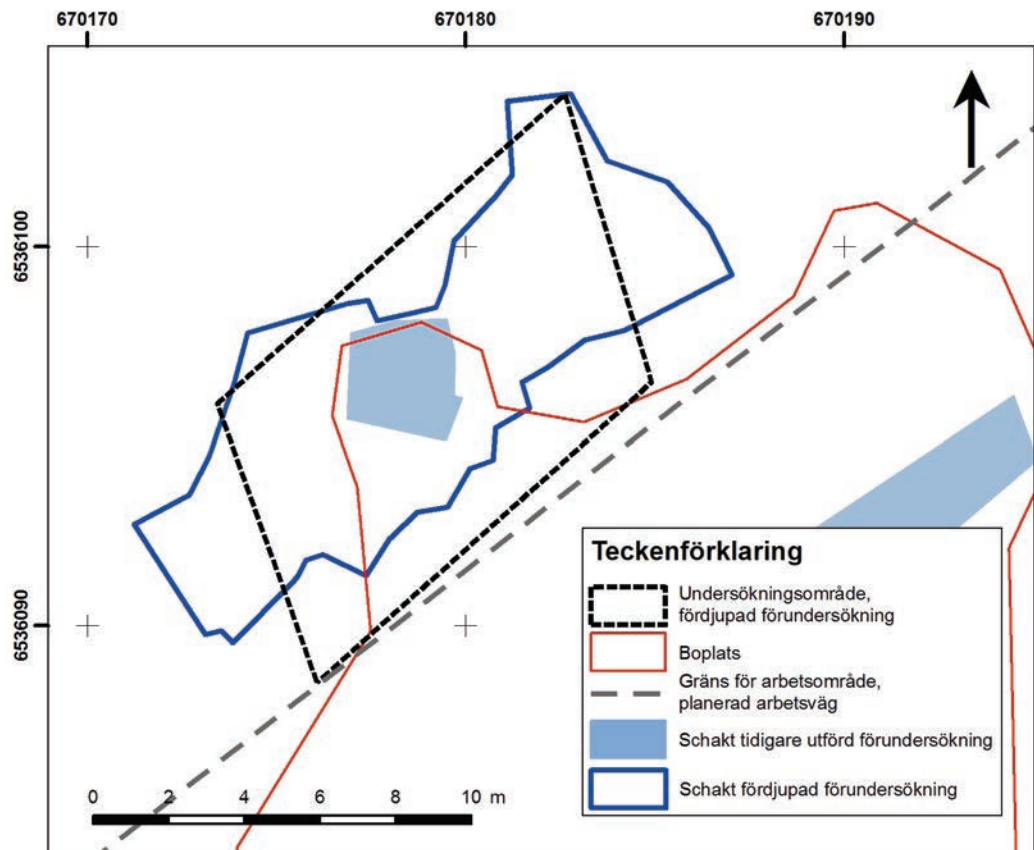 670170
670180
670190
6536100
6536090
Teckenförklaring
Undersökningsområde,
fördjupad förundersökning
Boplats
Gräns för arbetsområde,
planerad arbetsväg
Schakt tidigare utförd förundersökning
Schakt fördjupad förundersökning
0 2 4 6 8 10 m